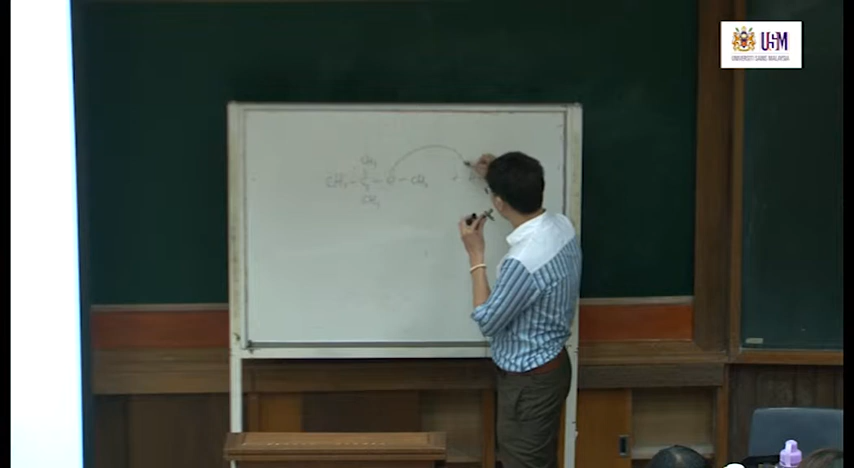 USM
UNIVERSITI SAINS MALAYSIA
CH₃
CH₃ - C - O - CH₃
CH₃